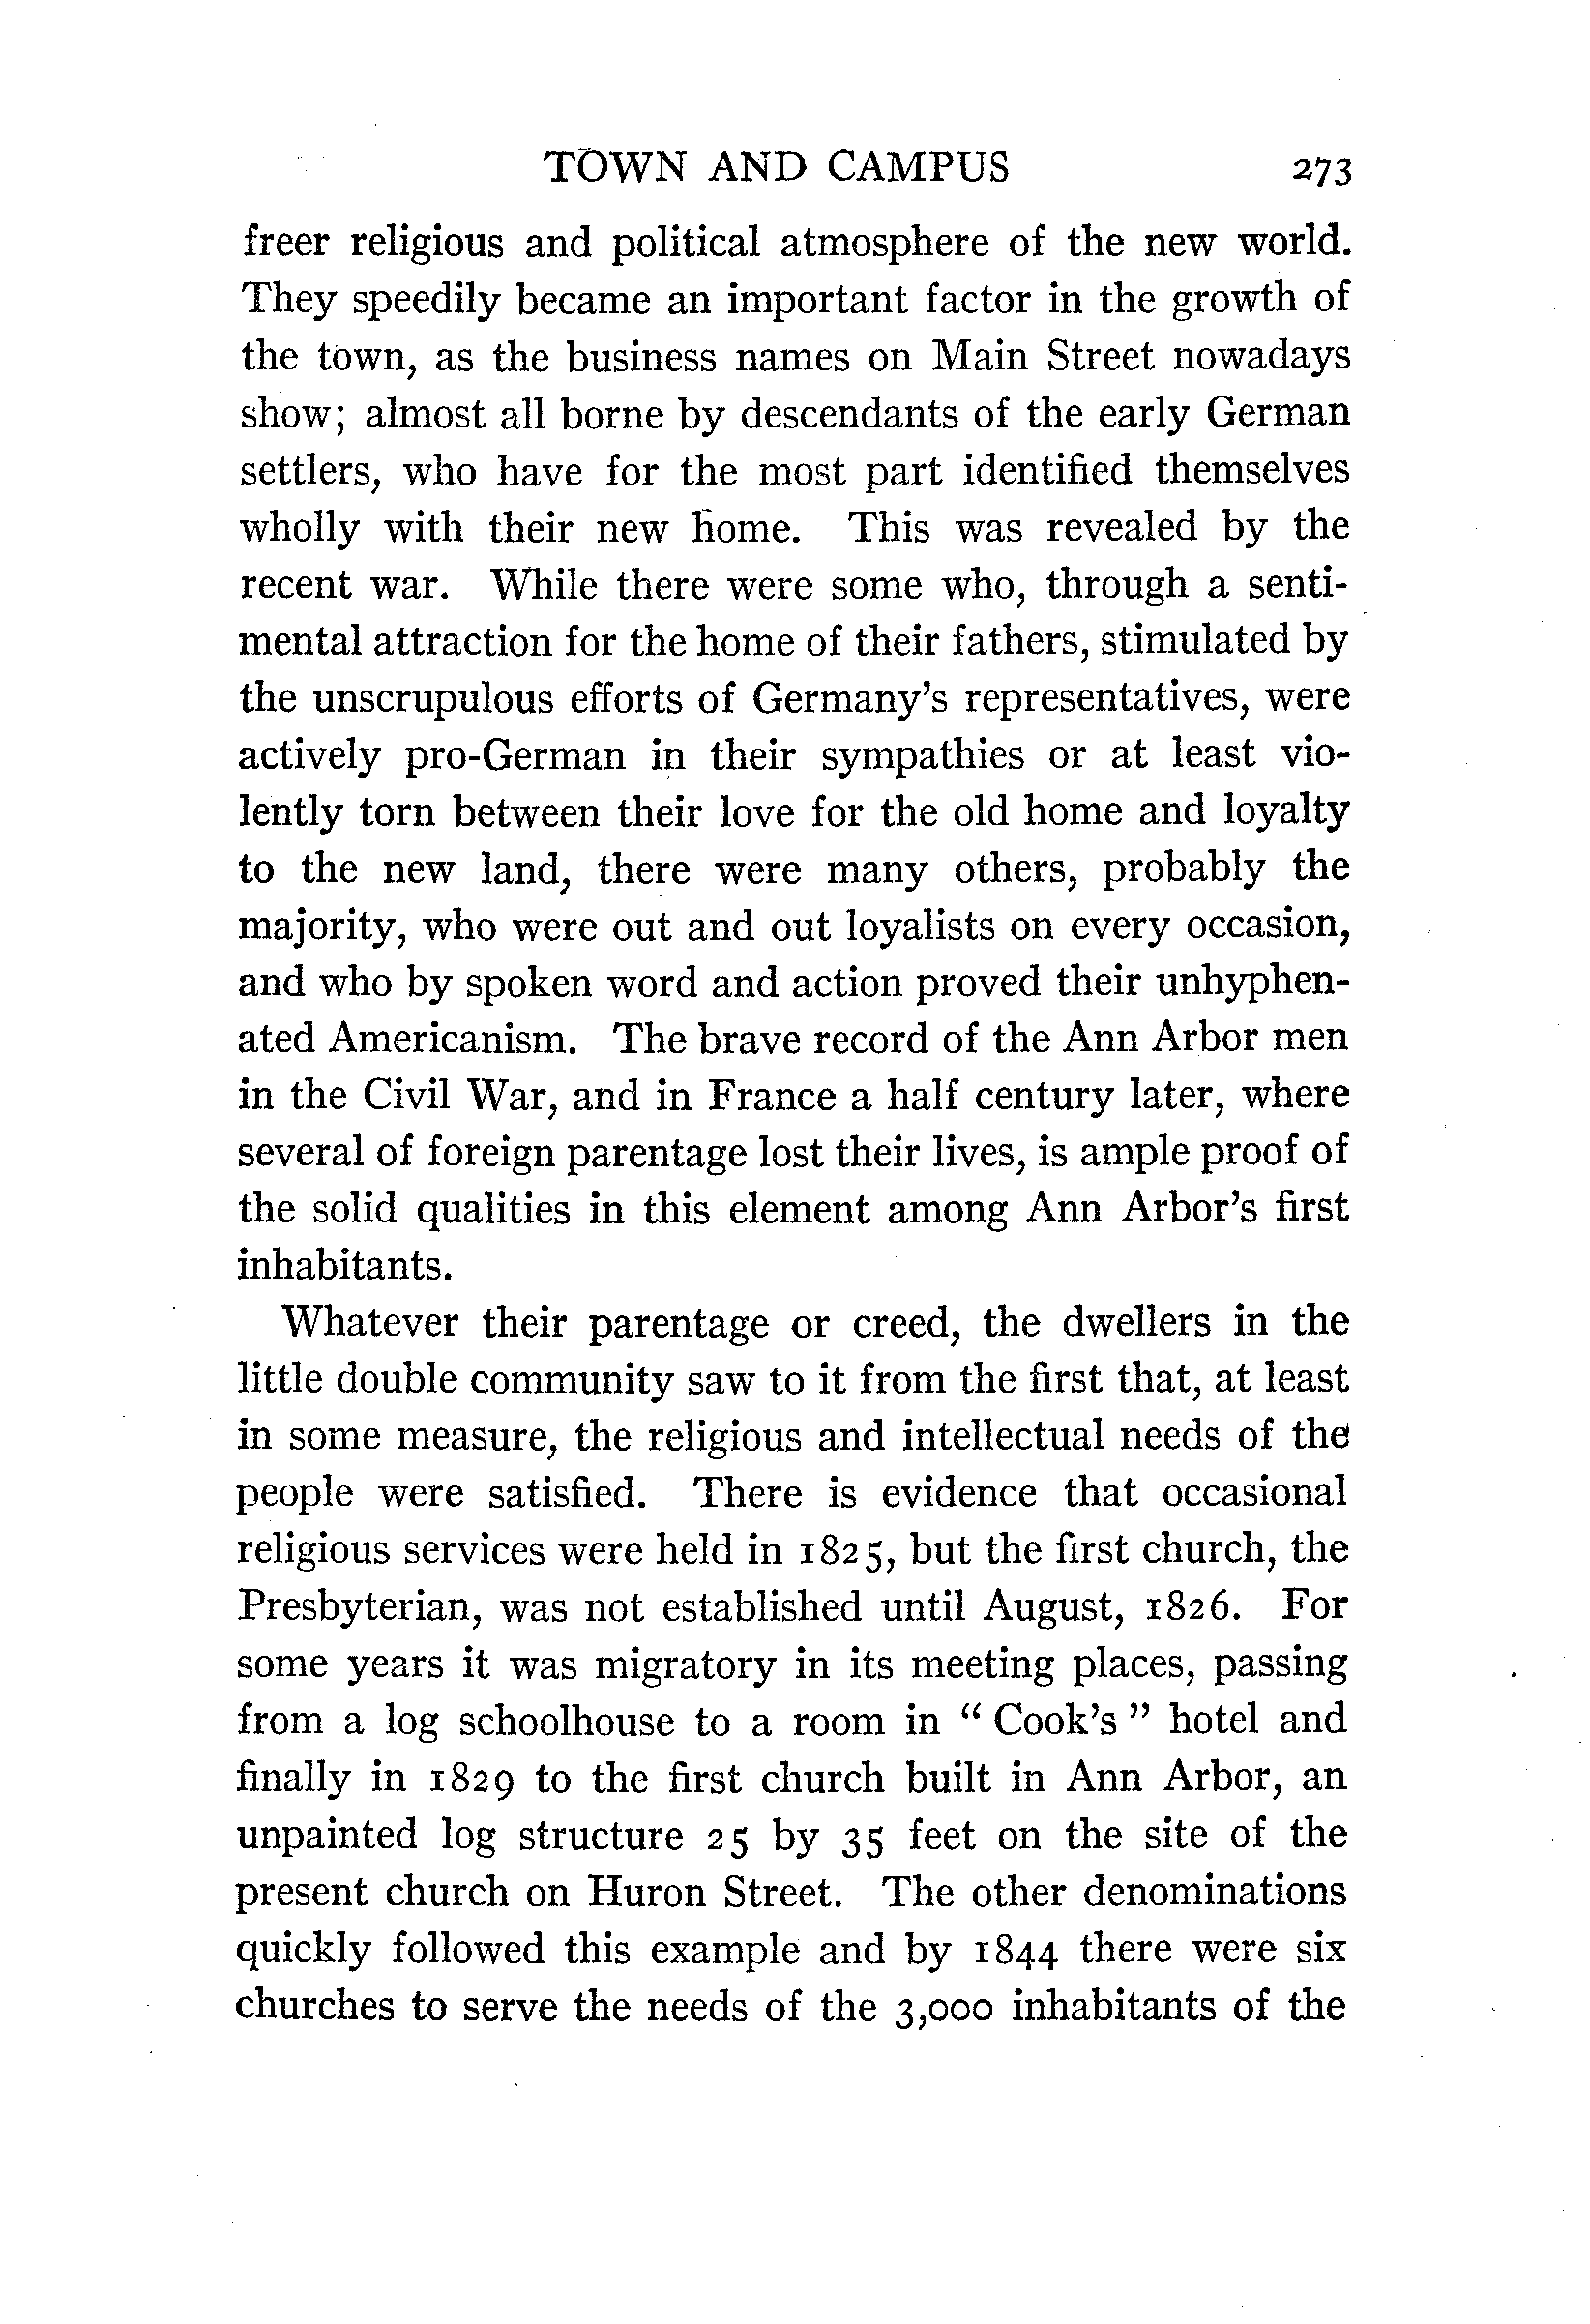 TOWN AND CAMPUS 273
freer religious and political atmosphere of the new world.
They speedily became an important factor in the growth of
the town, as the business names on Main Street nowadays
show; almost all borne by descendants of the early German
settlers, who have for the most part identified themselves
wholly with their new home. This was revealed by the
recent war. While there were some who, through a senti-
mental attraction for the home of their fathers, stimulated by
the unscrupulous efforts of Germany's representatives, were
actively pro-German in their sympathies or at least vio-
lently torn between their love for the old home and loyalty
to the new land, there were many others, probably the
majority, who were out and out loyalists on every occasion,
and who by spoken word and action proved their unhyphen-
ated Americanism. The brave record of the Ann Arbor men
in the Civil War, and in France a half century later, where
several of foreign parentage lost their lives, is ample proof of
the solid qualities in this element among Ann Arbor's first
inhabitants.
Whatever their parentage or creed, the dwellers in the
little double community saw to it from the first that, at least
in some measure, the religious and intellectual needs of the
people were satisfied. There is evidence that occasional
religious services were held in 1825, but the first church, the
Presbyterian, was not established until August, 1826. For
some years it was migratory in its meeting places, passing
from a log schoolhouse to a room in " Cook's " hotel and
finally in 1829 to the first church built in Ann Arbor, an
unpainted log structure 25 by 35 feet on the site of the
present church on Huron Street. The other denominations
quickly followed this example and by 1844 there were six
churches to serve the needs of the 3,000 inhabitants of the